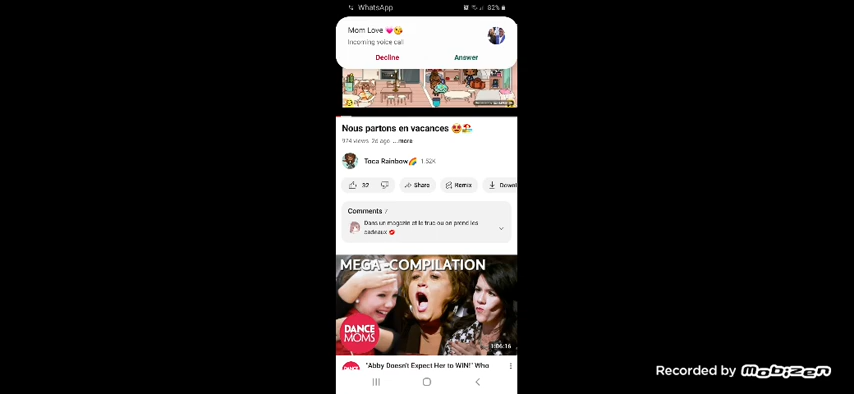 WhatsApp 82%
Mom Love 💗😘
Incoming voice call
Decline Answer
Nous partons en vacances 😍🏖
974 views 2d ago ...more
Toca Rainbow🌈 1.52K
32 Share Remix Downl
Comments 7
Dans un magazin et le truc ou on prend les
cadeaux 💋
MEGA-COMPILATION
DANCE
MOMS
1:06:16
"Abby Doesn't Expect Her to WIN!" Who
Recorded by Mobizen